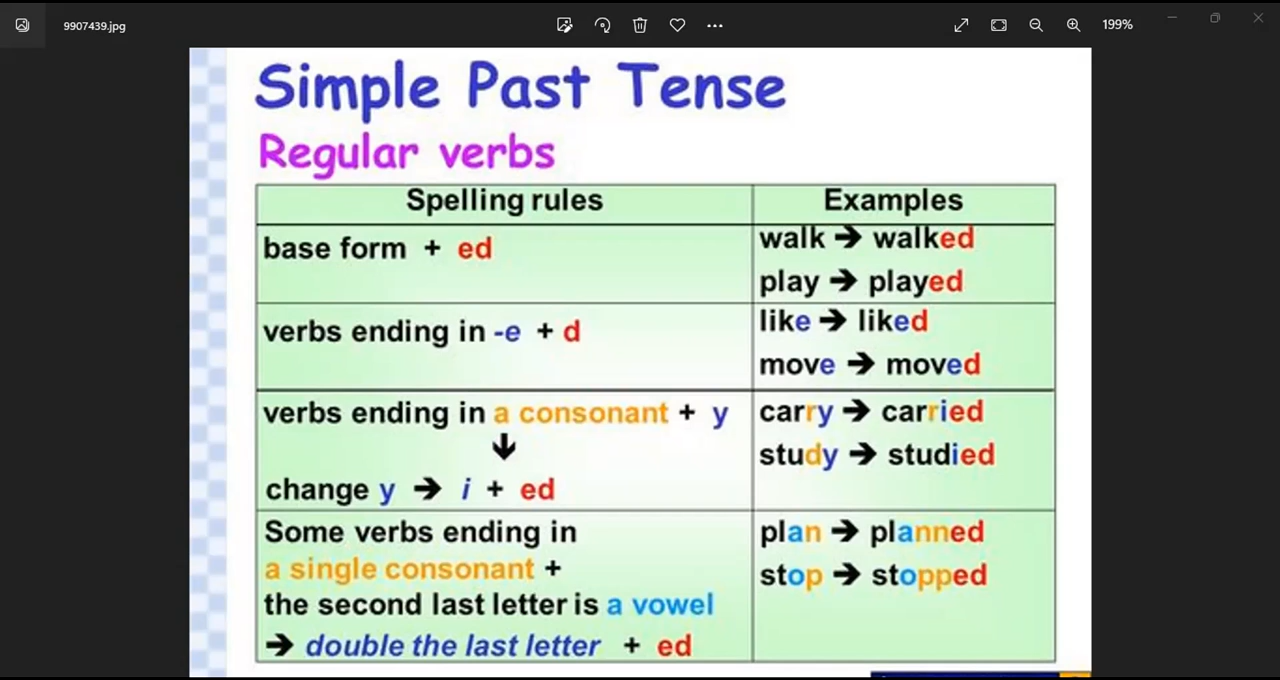 9907439.jpg
199%
Simple Past Tense
Regular verbs
Spelling rules
Examples
base form + ed
walk ➔ walked
play ➔ played
verbs ending in -e + d
like ➔ liked
move ➔ moved
verbs ending in a consonant + y
change y ➔ i + ed
carry ➔ carried
study ➔ studied
Some verbs ending in
a single consonant +
the second last letter is a vowel
➔ double the last letter + ed
plan ➔ planned
stop ➔ stopped